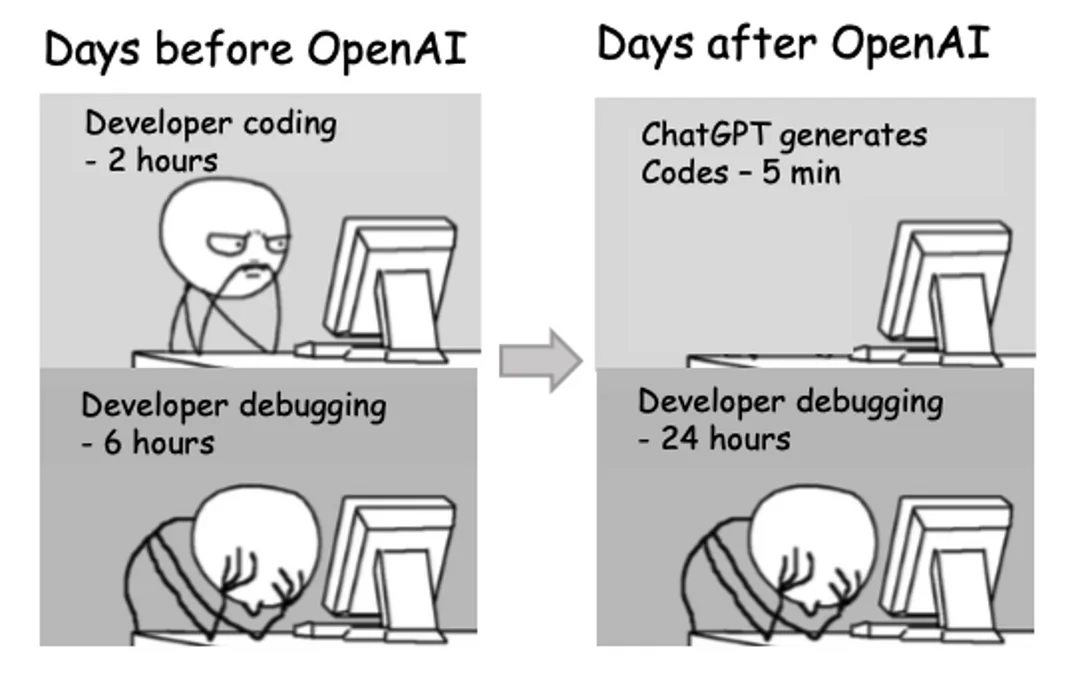 Days before OpenAI
Days after OpenAI
Developer coding
- 2 hours
ChatGPT generates
Codes – 5 min
Developer debugging
- 6 hours
Developer debugging
- 24 hours